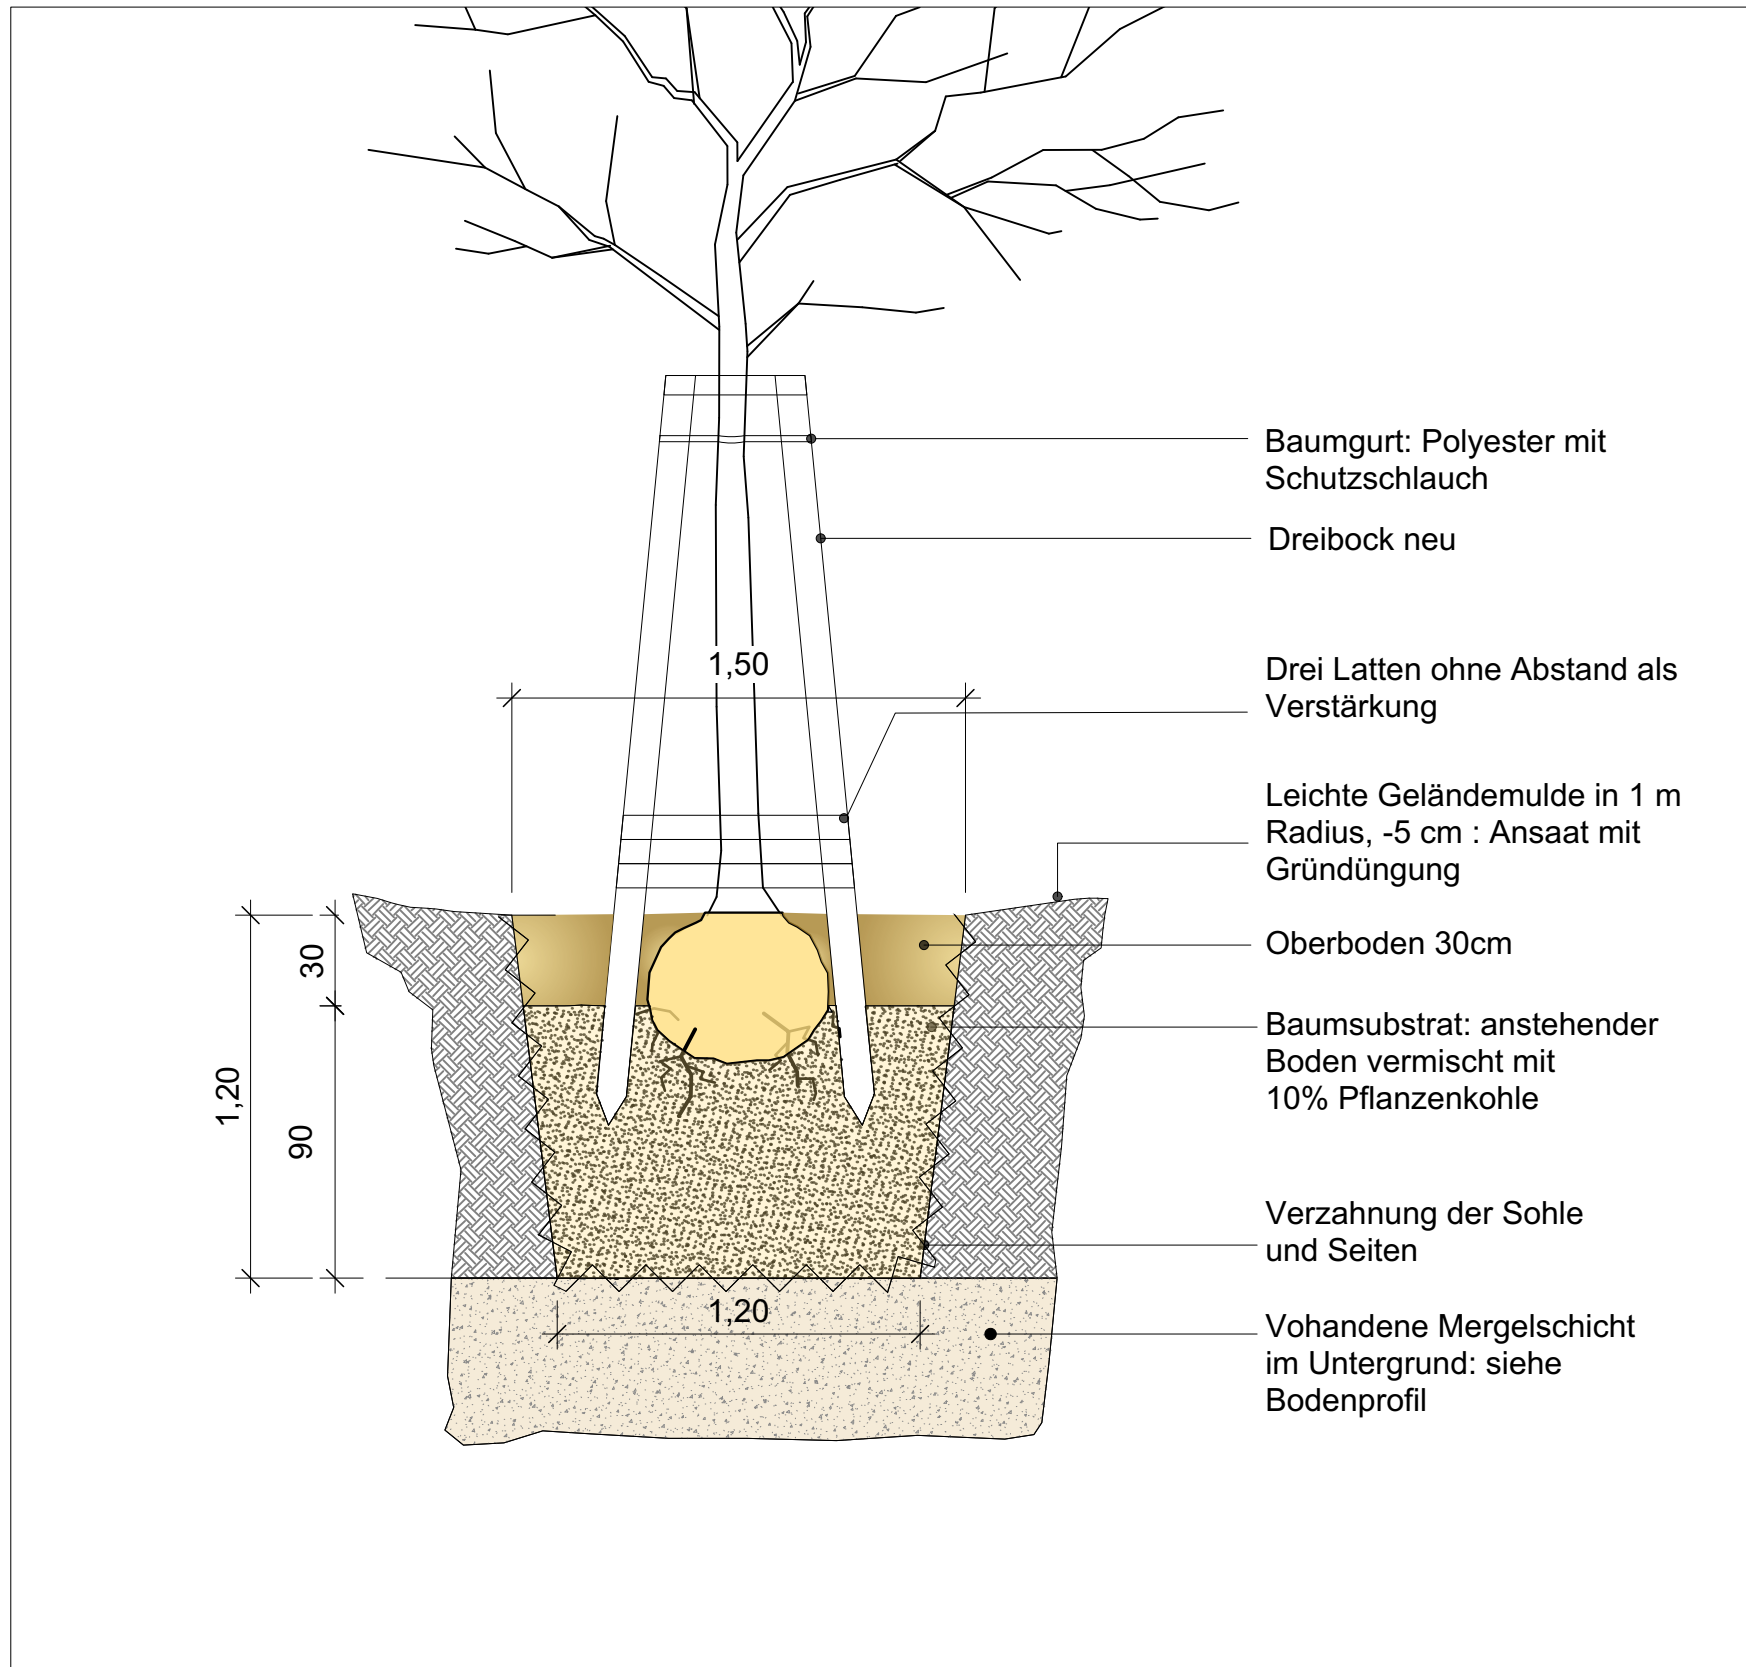 Baumgurt: Polyester mit
Schutzschlauch
Dreibock neu
1,50
Drei Latten ohne Abstand als
Verstärkung
Leichte Geländemulde in 1 m
Radius, -5 cm : Ansaat mit
Gründüngung
Oberboden 30cm
30
Baumsubstrat: anstehender
Boden vermischt mit
10% Pflanzenkohle
1,20
90
Verzahnung der Sohle
und Seiten
1,20
Vohandene Mergelschicht
im Untergrund: siehe
Bodenprofil